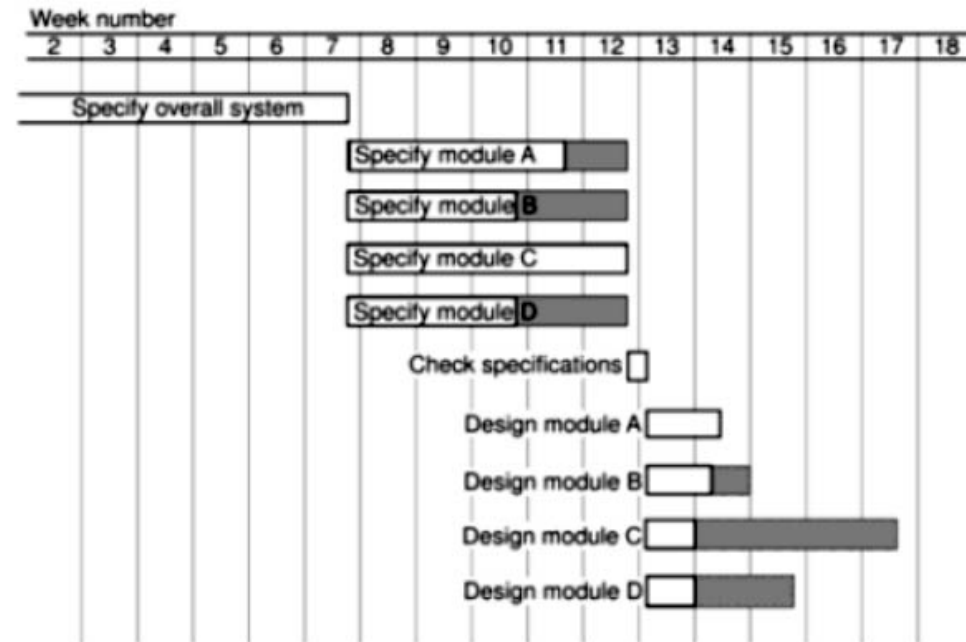 Week number
2 3 4 5 6 7 8 9 10 11 12 13 14 15 16 17 18
Specify overall system
Specify module A
Specify module B
Specify module C
Specify module D
Check specifications
Design module A
Design module B
Design module C
Design module D